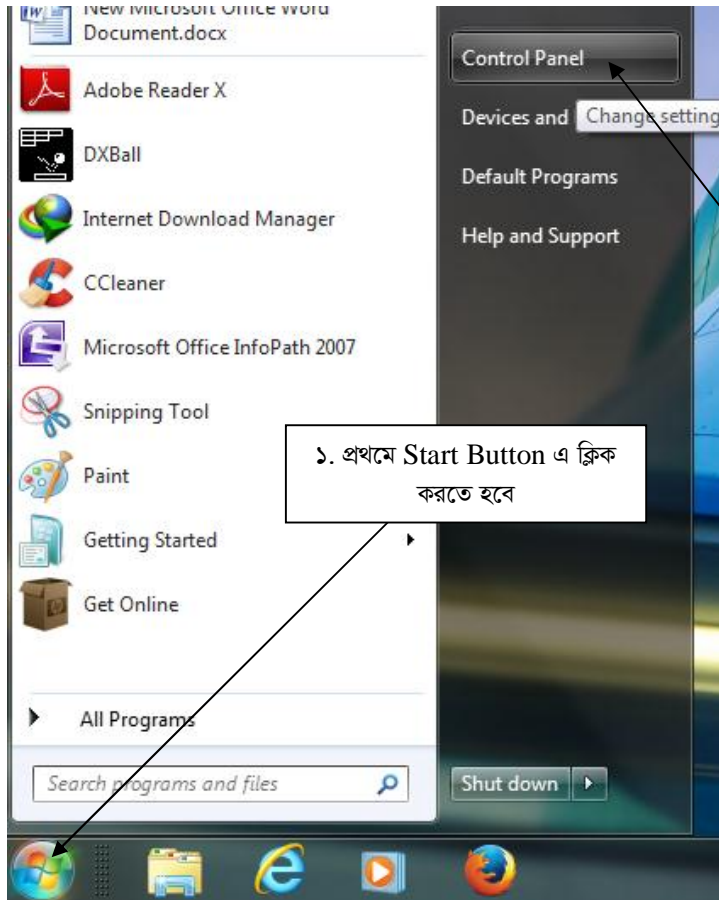 New Microsoft Office Word
Document.docx
Adobe Reader X
DXBall
Internet Download Manager
CCleaner
Microsoft Office InfoPath 2007
Snipping Tool
Paint
Getting Started
Get Online
All Programs
Search programs and files
Control Panel
Devices and
Change setting
Default Programs
Help and Support
Shut down
১. প্রথমে Start Button এ ক্লিক
করতে হবে